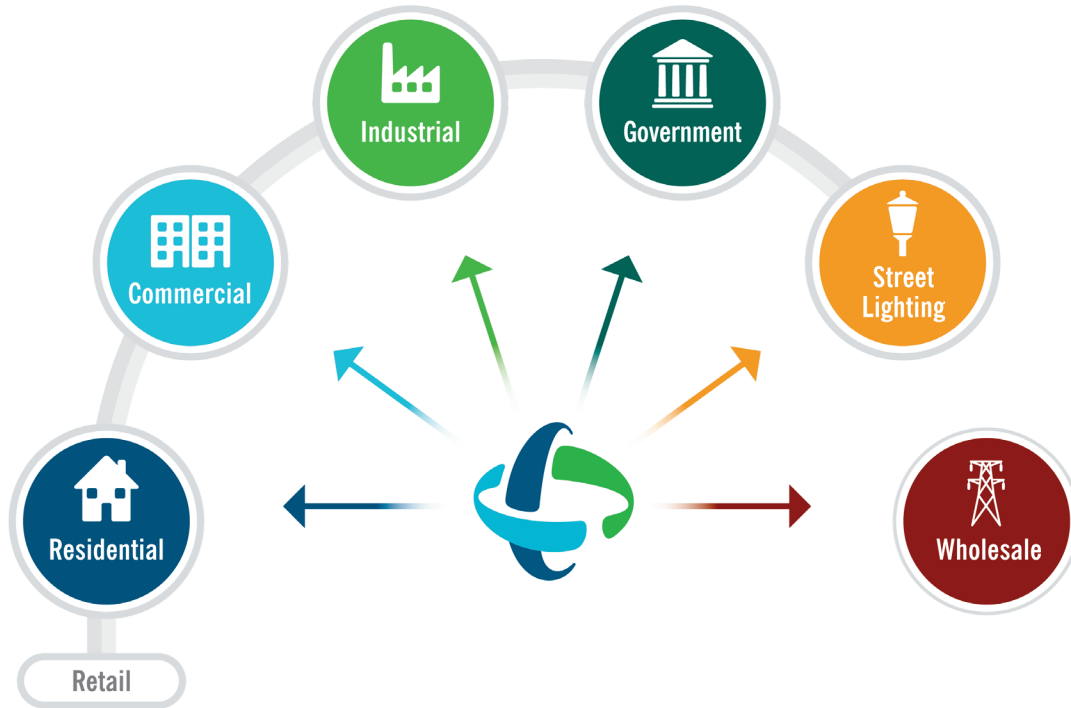 Industrial
Government
Commercial
Street
Lighting
Residential
Wholesale
Retail